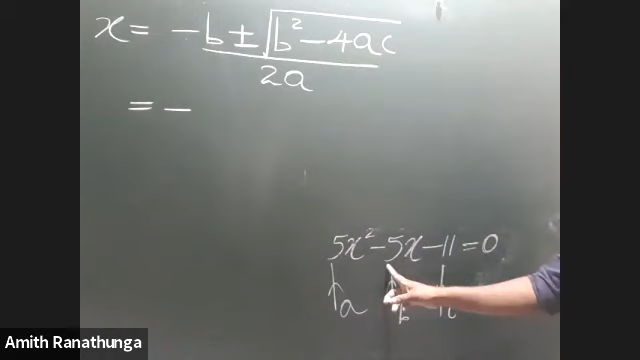 x = -b ± √b² - 4ac
2a
= -
5x² - 5x - 11 = 0
a b c
Amith Ranathunga